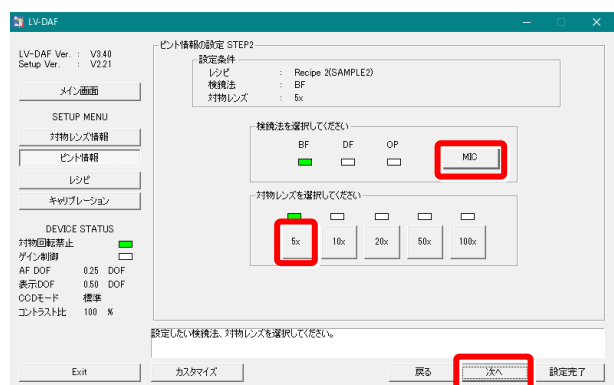 LV-DAF
LV-DAF Ver. : V3.40
Setup Ver. : V2.21
メイン画面
SETUP MENU
対物レンズ情報
ピント情報
レシピ
キャリブレーション
DEVICE STATUS
対物回転禁止
ゲイン制御
AF DOF 0.25 DOF
表示DOF 0.50 DOF
CCDモード 標準
コントラスト比 100 %
Exit
ピント情報の設定 STEP2
設定条件
レシピ : Recipe 2(SAMPLE2)
検鏡法 : BF
対物レンズ : 5x
検鏡法を選択してください
BF DF OP
MIC
対物レンズを選択してください
5x 10x 20x 50x 100x
設定したい検鏡法、対物レンズを選択してください。
カスタマイズ 戻る 次へ 設定完了